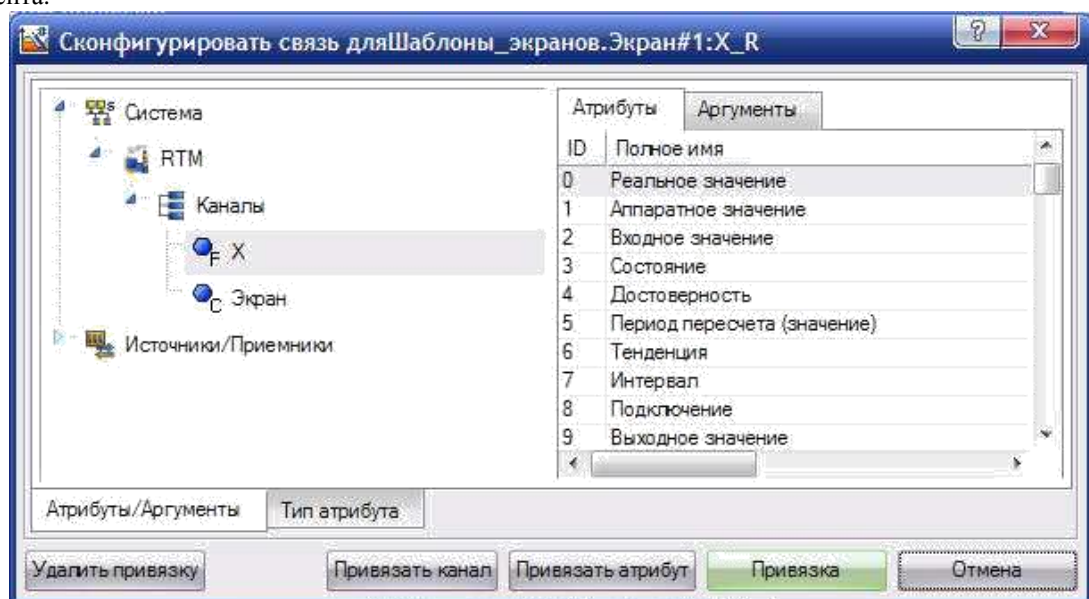 ента.
Сконфигурировать связь дляШаблоны_экранов.Экран#1:X_R
? X
Система
RTM
Каналы
F X
C Экран
Источники/Приемники
Атрибуты Аргументы
ID Полное имя
0 Реальное значение
1 Аппаратное значение
2 Входное значение
3 Состояние
4 Достоверность
5 Период пересчета (значение)
6 Тенденция
7 Интервал
8 Подключение
9 Выходное значение
Атрибуты/Аргументы Тип атрибута
Удалить привязку Привязать канал Привязать атрибут Привязка Отмена